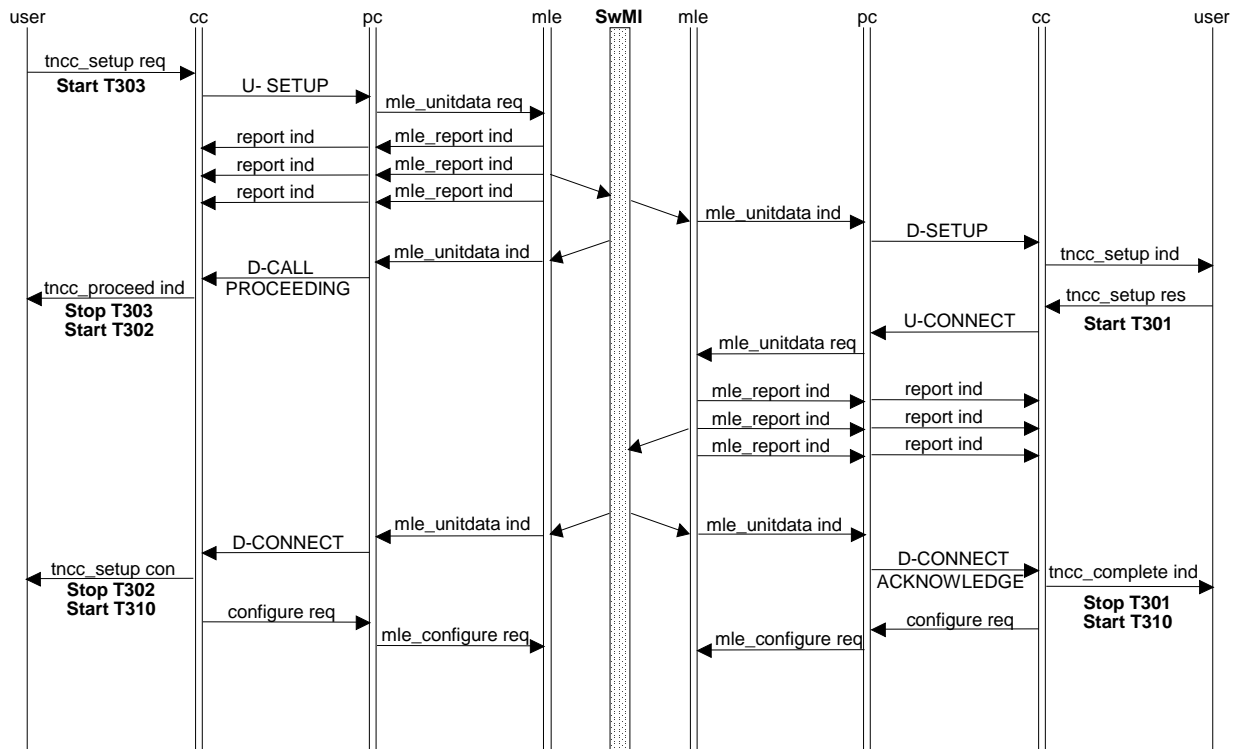 user cc pc mle SwMI mle pc cc user
tncc_setup req
Start T303
U- SETUP
mle_unitdata req
report ind mle_report ind
report ind mle_report ind
report ind mle_report ind
mle_unitdata ind
D-SETUP
mle_unitdata ind
tncc_setup ind
D-CALL
PROCEEDING
tncc_proceed ind
Stop T303
Start T302
tncc_setup res
Start T301
U-CONNECT
mle_unitdata req
mle_report ind report ind
mle_report ind report ind
mle_report ind report ind
mle_unitdata ind mle_unitdata ind
D-CONNECT
D-CONNECT
ACKNOWLEDGE
tncc_setup con
Stop T302
Start T310
tncc_complete ind
Stop T301
Start T310
configure req configure req
mle_configure req mle_configure req